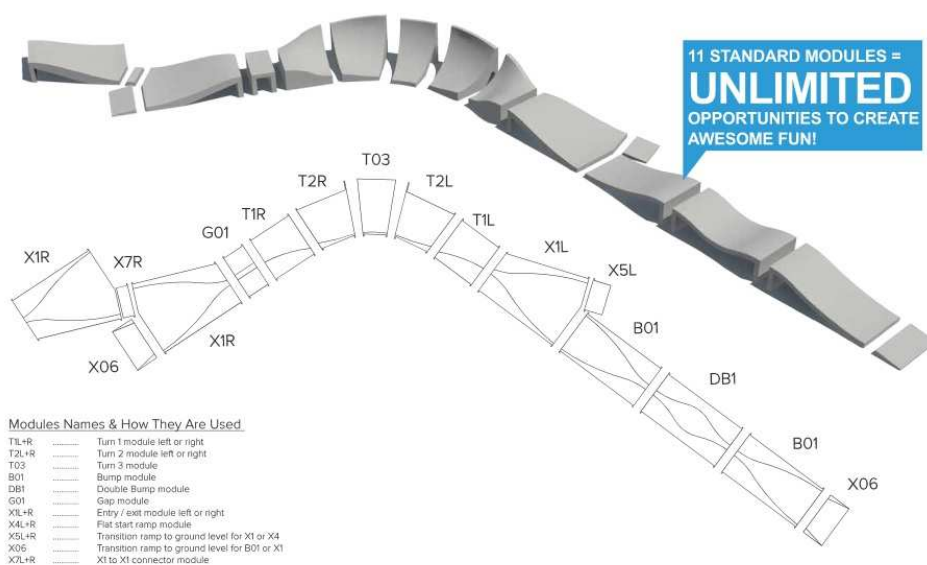 11 STANDARD MODULES =
UNLIMITED
OPPORTUNITIES TO CREATE
AWESOME FUN!
T03
T2R
T2L
T1R
T1L
G01
X1L
X1R
X7R
X5L
B01
X06
X1R
DB1
B01
X06
Modules Names & How They Are Used
T1L+R ............ Turn 1 module left or right
T2L+R ............ Turn 2 module left or right
T03 ............ Turn 3 module
B01 ............ Bump module
DB1 ............ Double Bump module
G01 ............ Gap module
X1L+R ............ Entry / exit module left or right
X4L+R ............ Flat start ramp module
X5L+R ............ Transition ramp to ground level for X1 or X4
X06 ............ Transition ramp to ground level for B01 or X1
X7L+R ............ X1 to X1 connector module